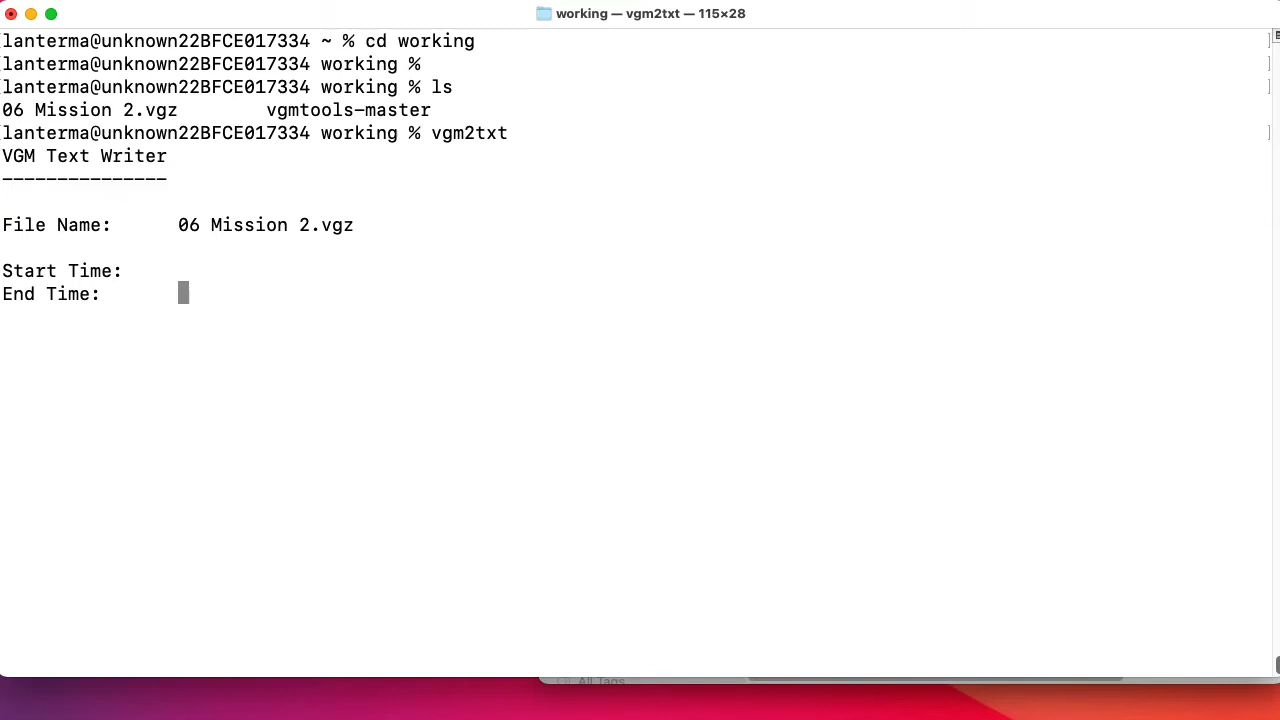 working — vgm2txt — 115×28
lanterma@unknown22BFCE017334 ~ % cd working
lanterma@unknown22BFCE017334 working %
lanterma@unknown22BFCE017334 working % ls
06 Mission 2.vgz        vgmtools-master
lanterma@unknown22BFCE017334 working % vgm2txt
VGM Text Writer
---------------
File Name:      06 Mission 2.vgz
Start Time:
End Time:
All Tags